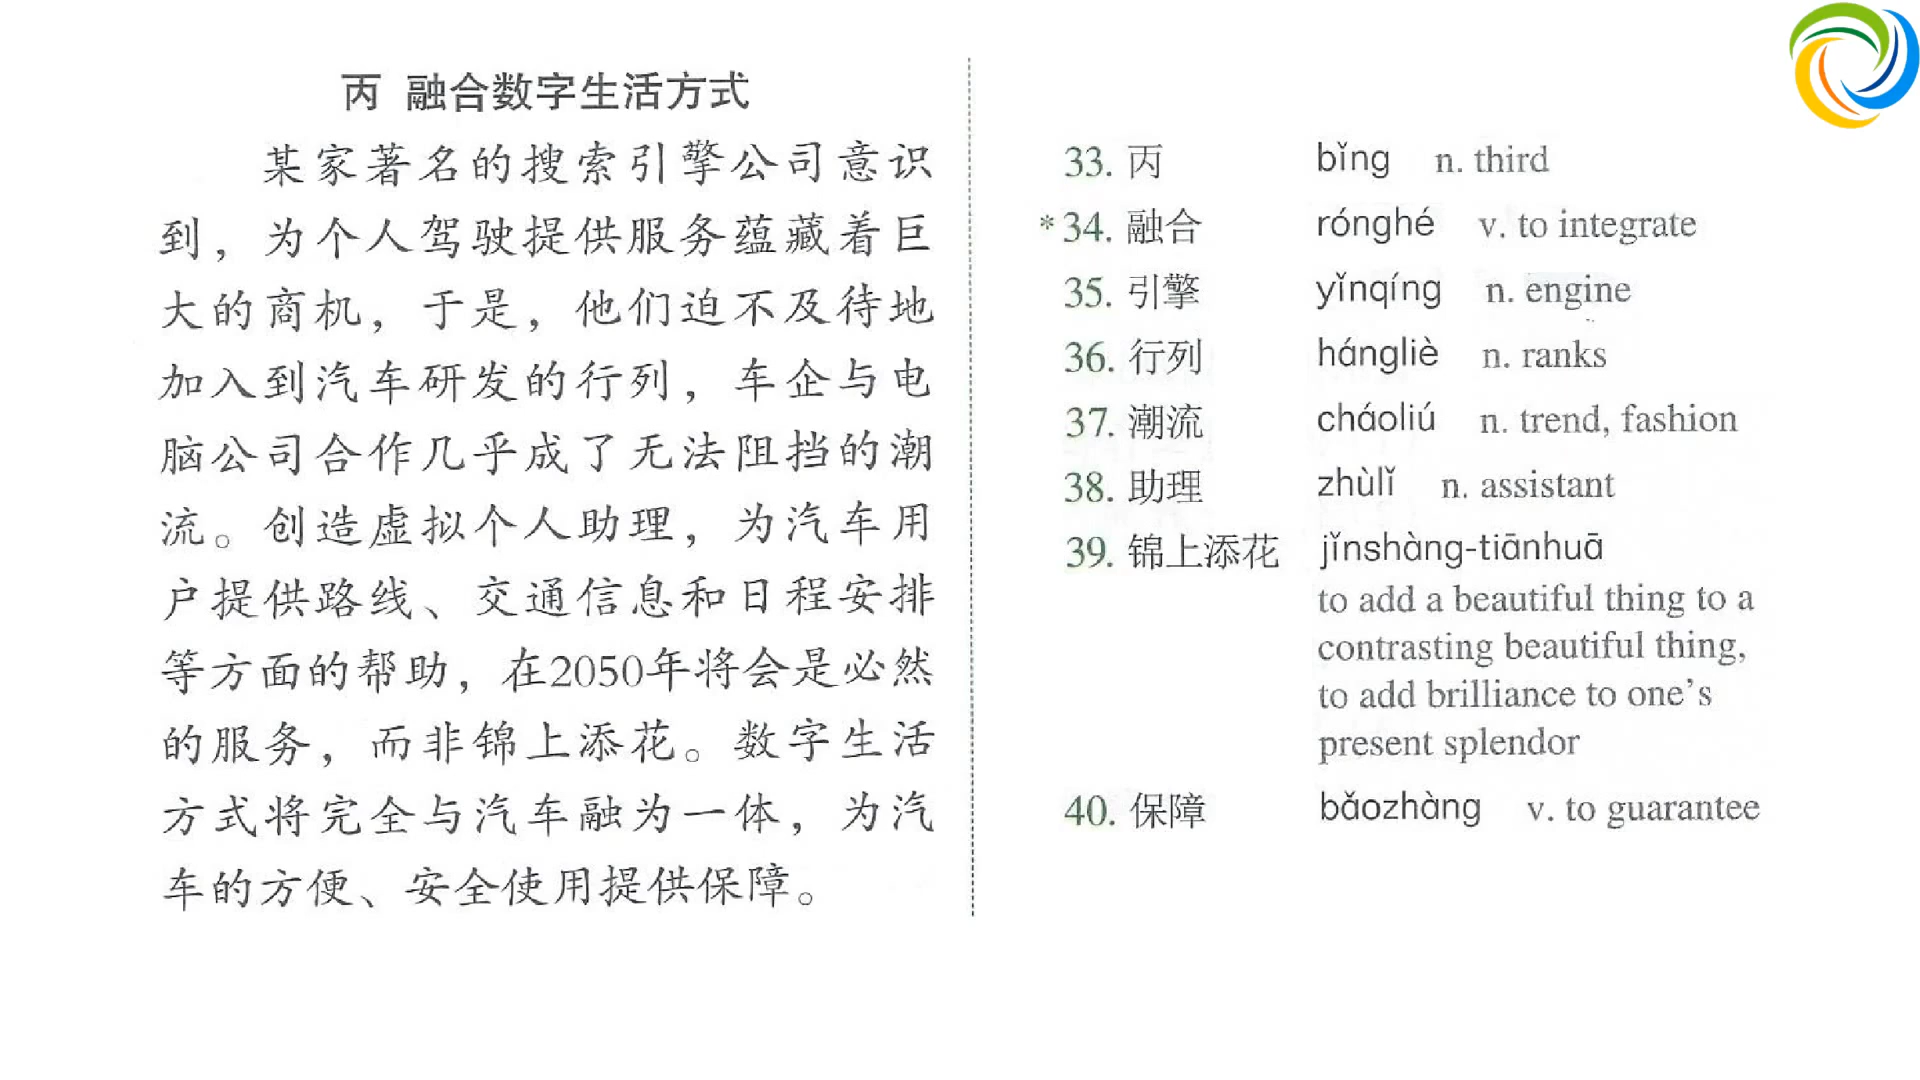 丙 融合数字生活方式
某家著名的搜索引擎公司意识
到，为个人驾驶提供服务蕴藏着巨
大的商机，于是，他们迫不及待地
加入到汽车研发的行列，车企与电
脑公司合作几乎成了无法阻挡的潮
流。创造虚拟个人助理，为汽车用
户提供路线、交通信息和日程安排
等方面的帮助，在2050年将会是必然
的服务，而非锦上添花。数字生活
方式将完全与汽车融为一体，为汽
车的方便、安全使用提供保障。
33. 丙 bǐng n. third
*34. 融合 rónghé v. to integrate
35. 引擎 yǐnqíng n. engine
36. 行列 hángliè n. ranks
37. 潮流 cháoliú n. trend, fashion
38. 助理 zhùlǐ n. assistant
39. 锦上添花 jǐnshàng-tiānhuā
to add a beautiful thing to a
contrasting beautiful thing,
to add brilliance to one's
present splendor
40. 保障 bǎozhàng v. to guarantee